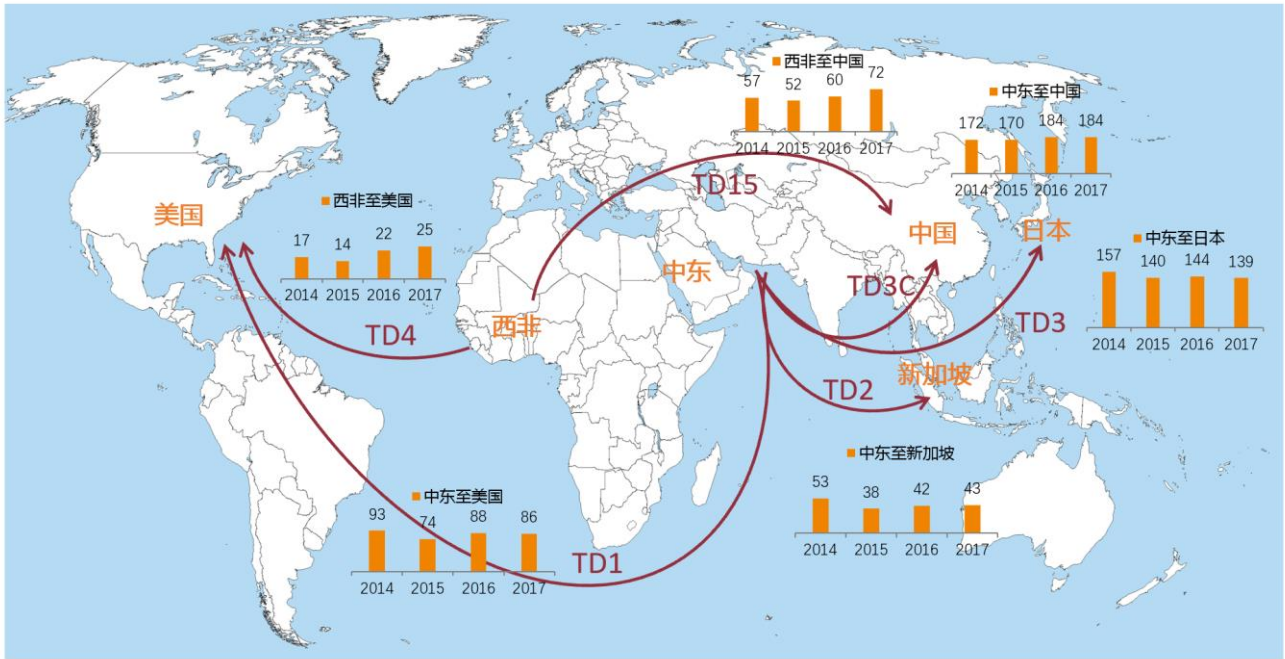 西非至中国
57 52 60 72
2014 2015 2016 2017
中东至中国
172 170 184 184
2014 2015 2016 2017
TD15
美国
西非至美国
17 14 22 25
2014 2015 2016 2017
中国
日本
中东至日本
157 140 144 139
2014 2015 2016 2017
中东
TD3C
西非
TD4
TD3
新加坡
TD2
中东至新加坡
53 38 42 43
2014 2015 2016 2017
中东至美国
93 74 88 86
2014 2015 2016 2017
TD1